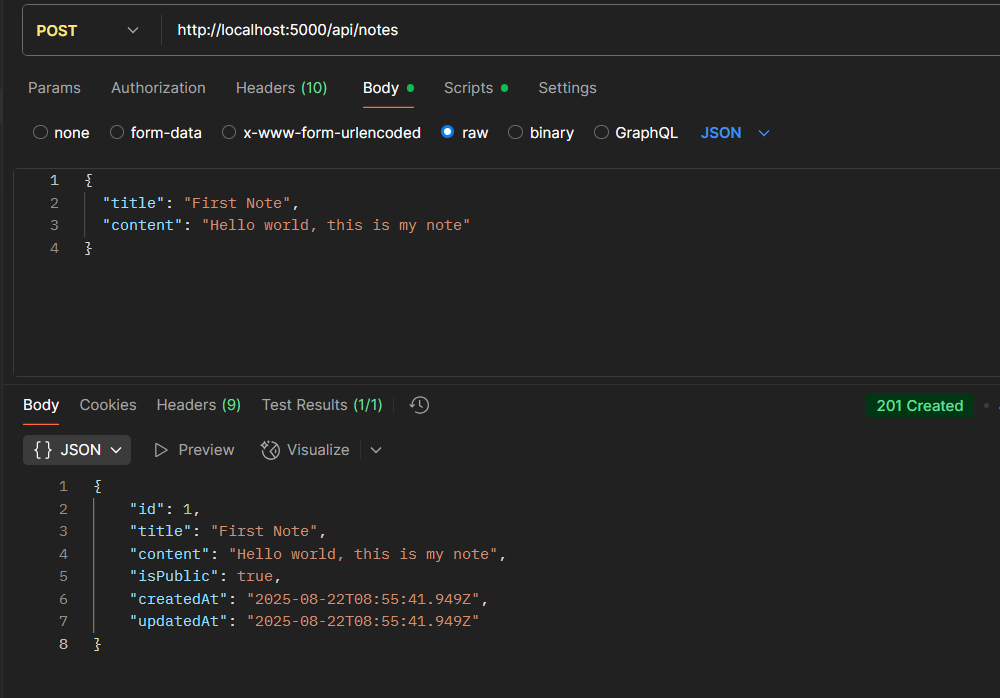 POST http://localhost:5000/api/notes
Params Authorization Headers (10) Body Scripts Settings
none form-data x-www-form-urlencoded raw binary GraphQL JSON
1 {
2 "title": "First Note",
3 "content": "Hello world, this is my note"
4 }
Body Cookies Headers (9) Test Results (1/1) 201 Created
{} JSON Preview Visualize
1 {
2 "id": 1,
3 "title": "First Note",
4 "content": "Hello world, this is my note",
5 "isPublic": true,
6 "createdAt": "2025-08-22T08:55:41.949Z",
7 "updatedAt": "2025-08-22T08:55:41.949Z"
8 }